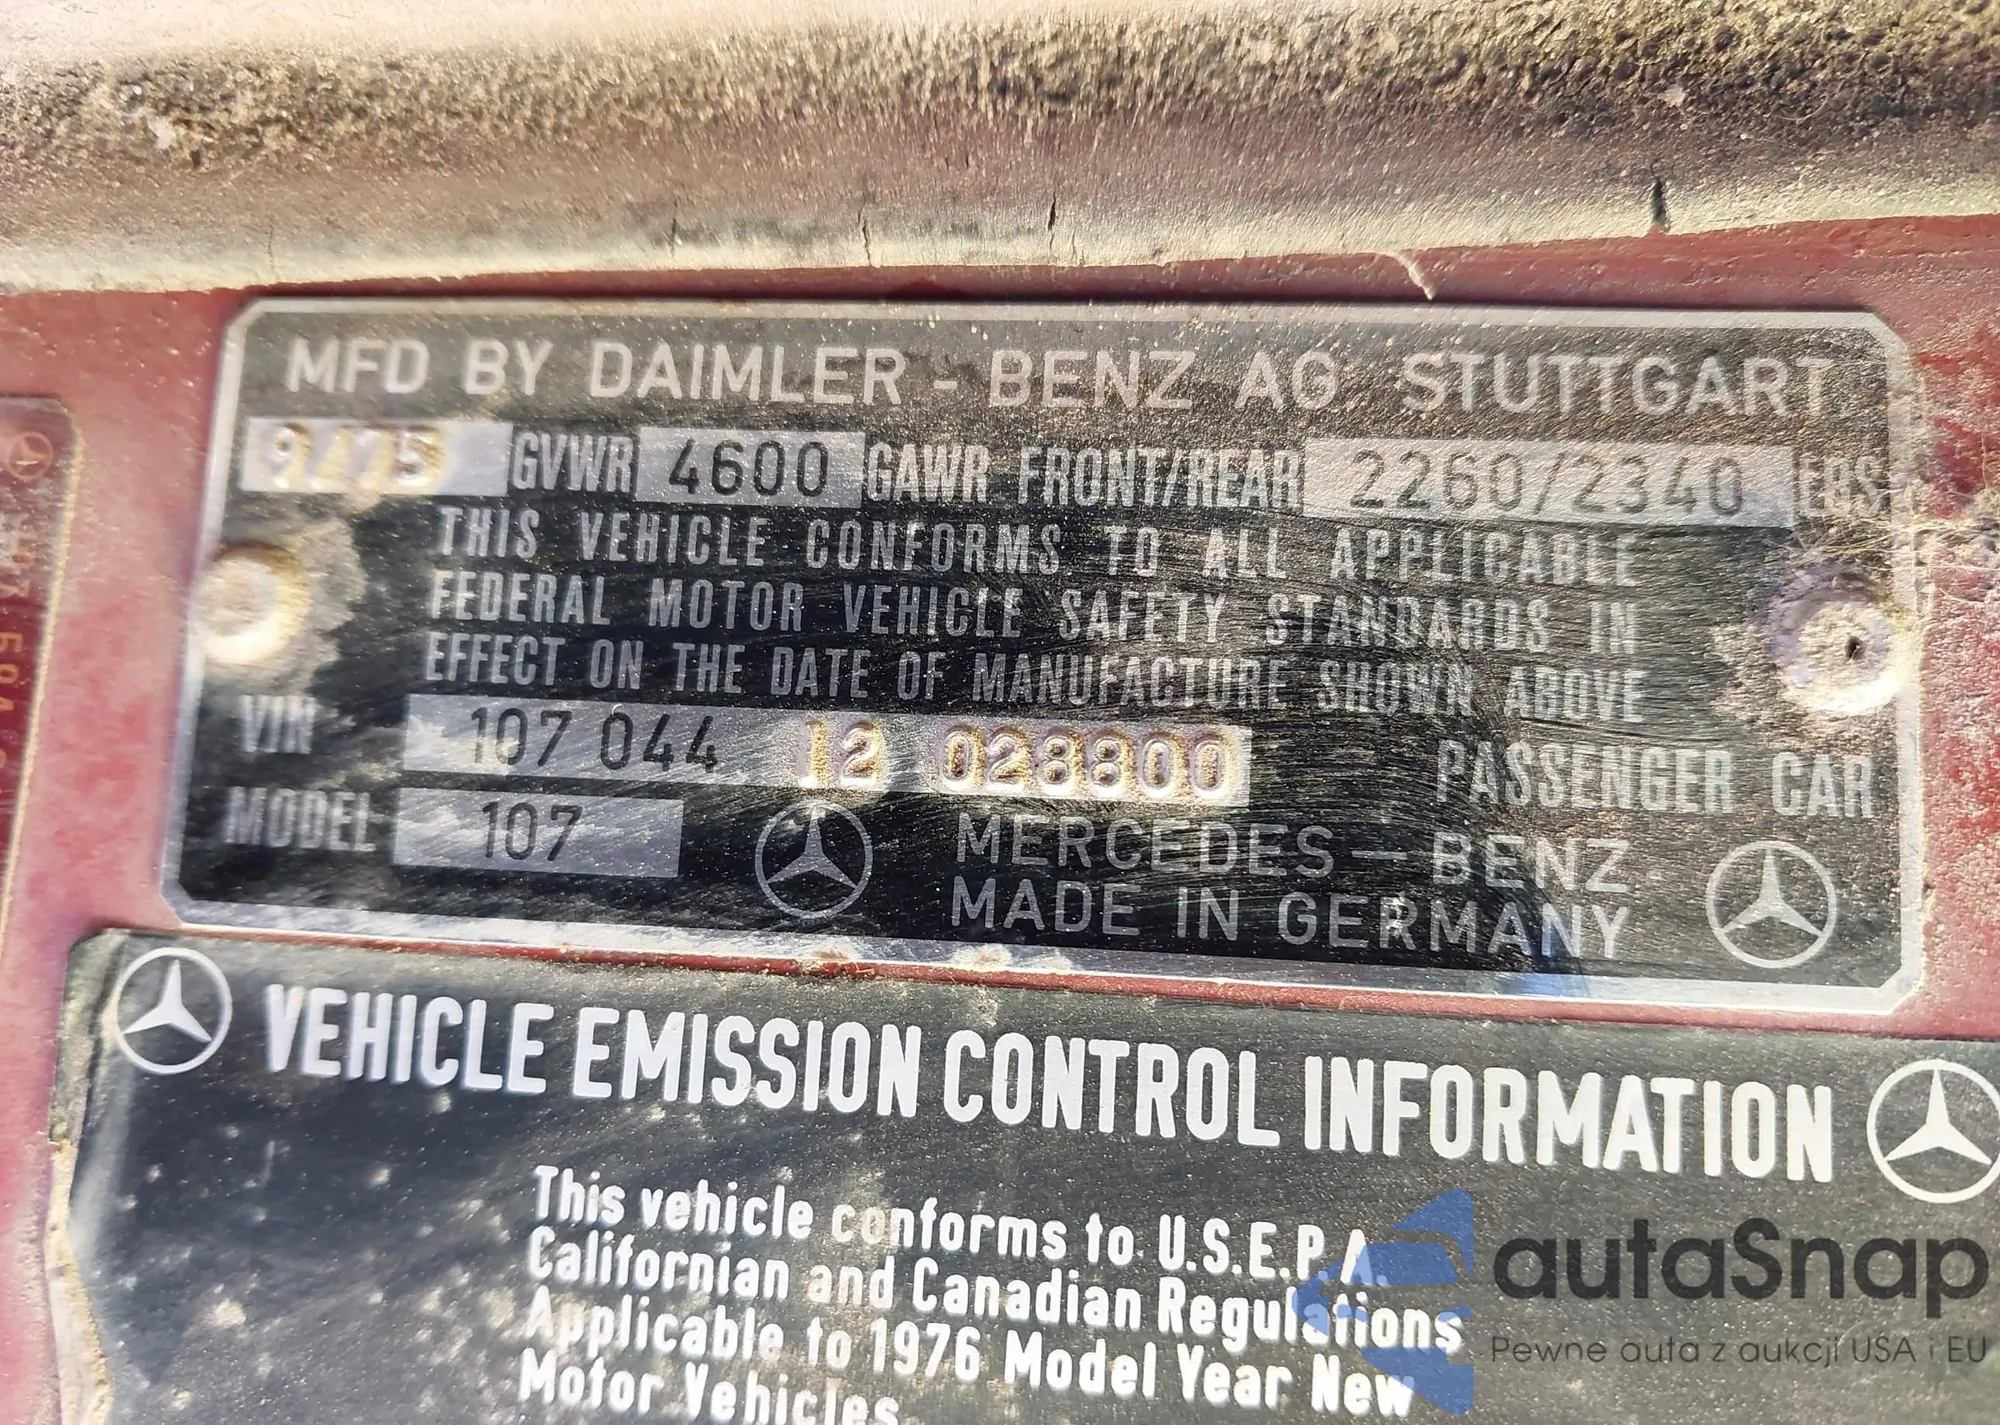 MFD BY DAIMLER - BENZ AG. STUTTGART.
9/75 GVWR 4600 GAWR FRONT/REAR 2260/2340 LBS
THIS VEHICLE CONFORMS TO ALL APPLICABLE
FEDERAL MOTOR VEHICLE SAFETY STANDARDS IN
EFFECT ON THE DATE OF MANUFACTURE SHOWN ABOVE
VIN 107 044 12 028800 PASSENGER CAR
MODEL 107 MERCEDES – BENZ
MADE IN GERMANY
VEHICLE EMISSION CONTROL INFORMATION
This vehicle conforms to U.S.E.P.A.
Californian and Canadian Regulations
Applicable to 1976 Model Year New
Motor Vehicles
autaSnap
Pewne auta z aukcji USA i EU